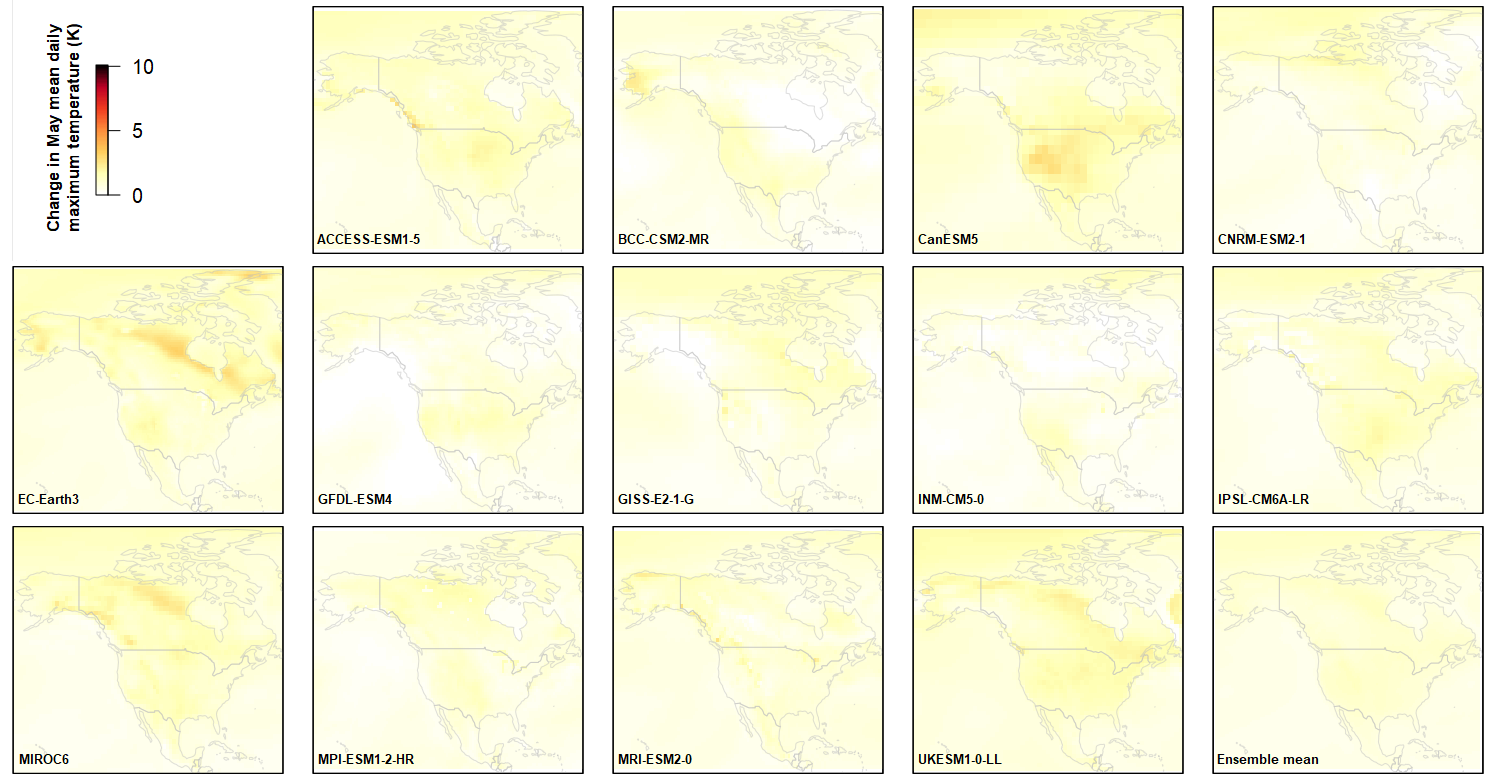 Change in May mean daily
maximum temperature (K)
10
5
0
ACCESS-ESM1-5
BCC-CSM2-MR
CanESM5
CNRM-ESM2-1
EC-Earth3
GFDL-ESM4
GISS-E2-1-G
INM-CM5-0
IPSL-CM6A-LR
MIROC6
MPI-ESM1-2-HR
MRI-ESM2-0
UKESM1-0-LL
Ensemble mean